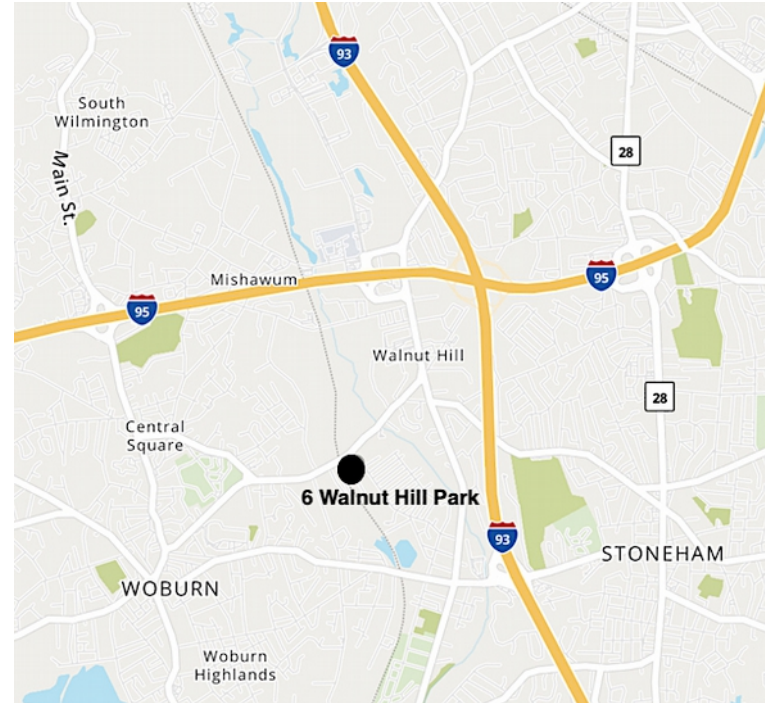 93
South
Wilmington
28
Main St.
95
Mishawum
95
Walnut Hill
28
Central
Square
6 Walnut Hill Park
93
STONEHAM
WOBURN
Woburn
Highlands